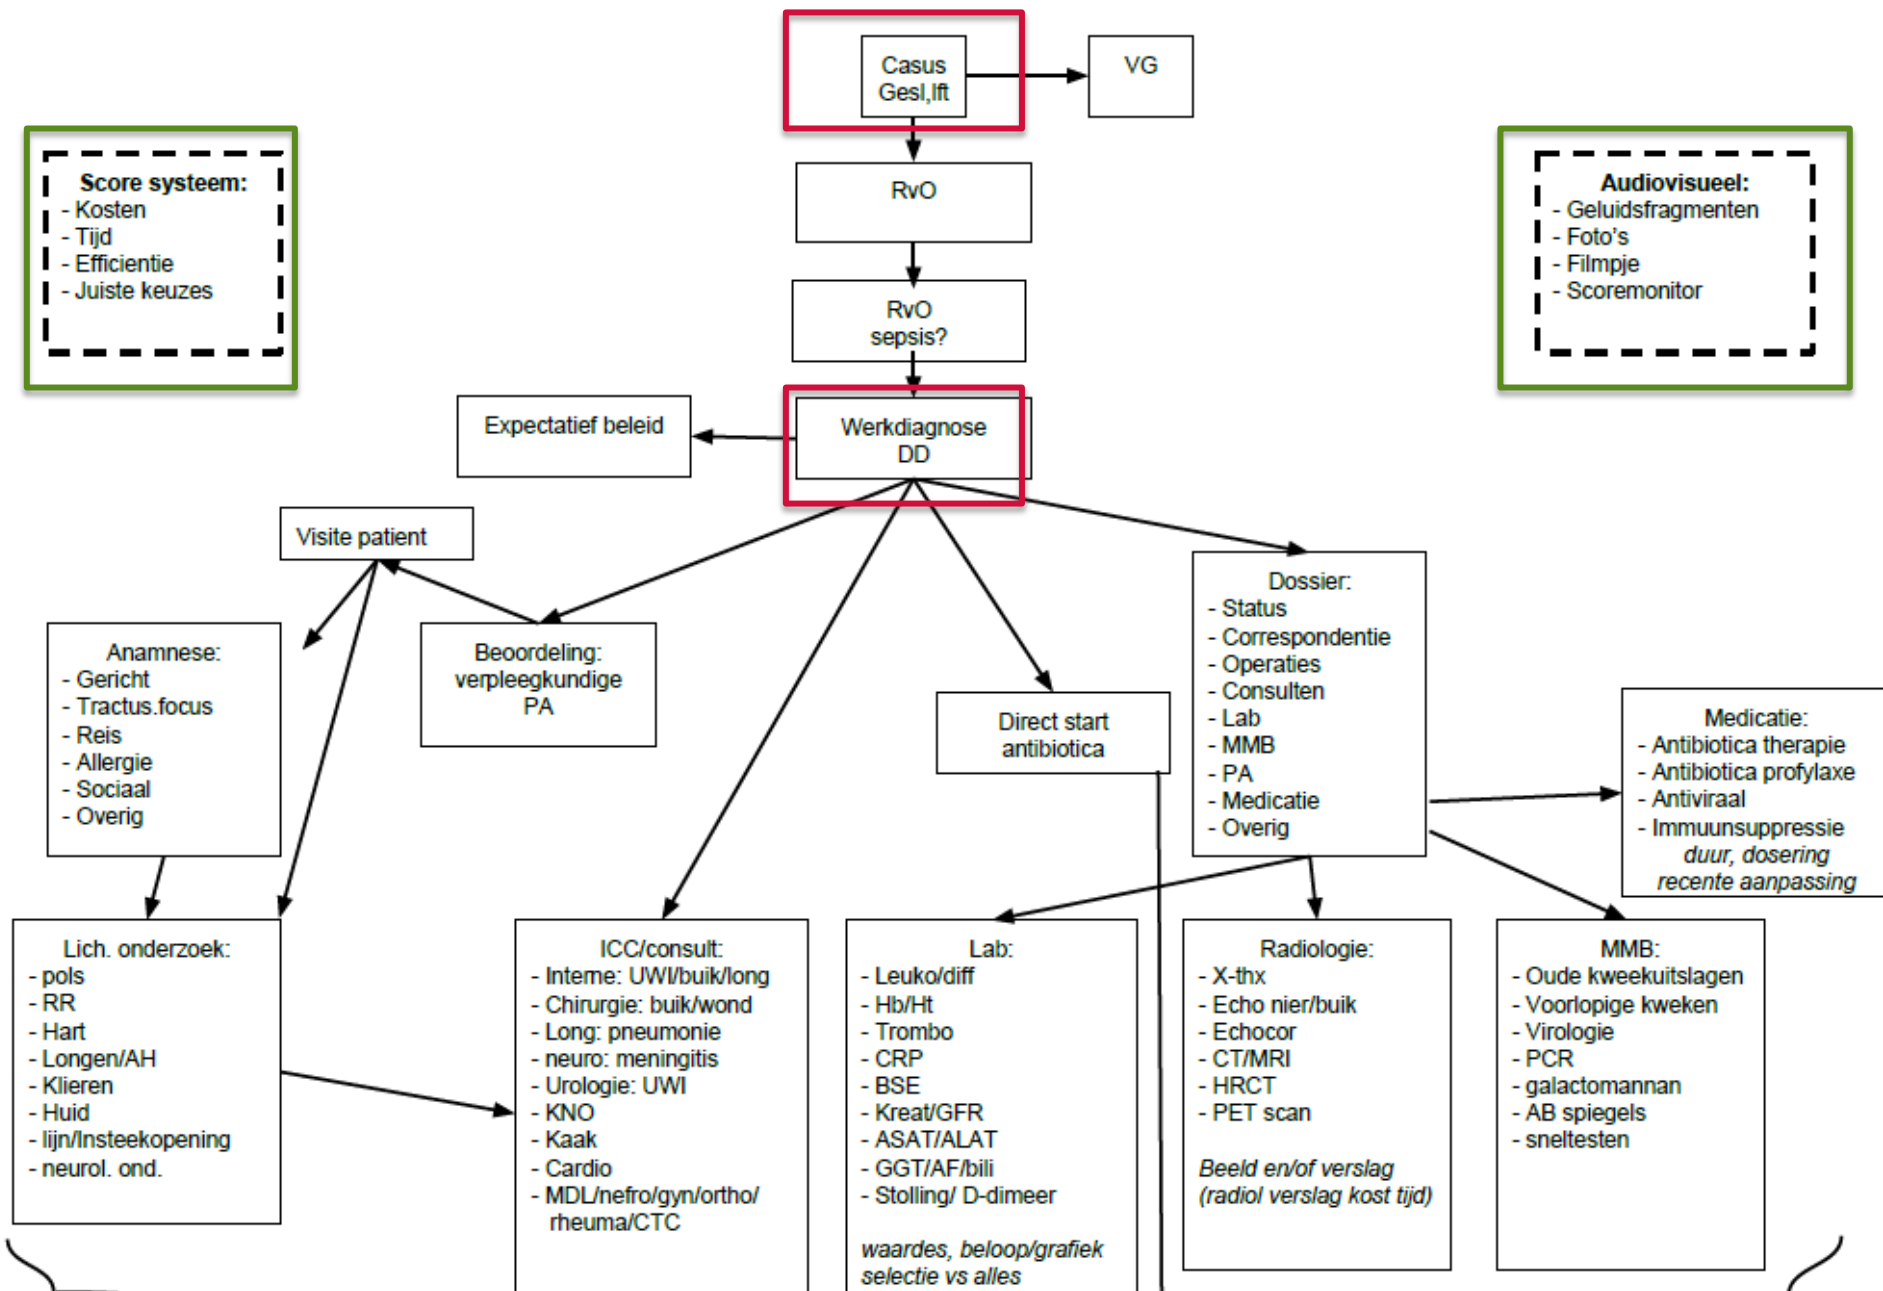 Casus
Gesl,lft
VG
Score systeem:
- Kosten
- Tijd
- Efficientie
- Juiste keuzes
RvO
Audiovisueel:
- Geluidsfragmenten
- Foto's
- Filmpje
- Scoremonitor
RvO
sepsis?
Expectatief beleid
Werkdiagnose
DD
Visite patient
Anamnese:
- Gericht
- Tractus.focus
- Reis
- Allergie
- Sociaal
- Overig
Beoordeling:
verpleegkundige
PA
Direct start
antibiotica
Dossier:
- Status
- Correspondentie
- Operaties
- Consulten
- Lab
- MMB
- PA
- Medicatie
- Overig
Medicatie:
- Antibiotica therapie
- Antibiotica profylaxe
- Antiviraal
- Immuunsuppressie
duur, dosering
recente aanpassing
Lich. onderzoek:
- pols
- RR
- Hart
- Longen/AH
- Klieren
- Huid
- lijn/Insteekopening
- neurol. ond.
ICC/consult:
- Interne: UWI/buik/long
- Chirurgie: buik/wond
- Long: pneumonie
- neuro: meningitis
- Urologie: UWI
- KNO
- Kaak
- Cardio
- MDL/nefro/gyn/ortho/
rheuma/CTC
Lab:
- Leuko/diff
- Hb/Ht
- Trombo
- CRP
- BSE
- Kreat/GFR
- ASAT/ALAT
- GGT/AF/bili
- Stolling/ D-dimeer
waardes, beloop/grafiek
selectie vs alles
Radiologie:
- X-thx
- Echo nier/buik
- Echocor
- CT/MRI
- HRCT
- PET scan
Beeld en/of verslag
(radiol verslag kost tijd)
MMB:
- Oude kweekuitslagen
- Voorlopige kweken
- Virologie
- PCR
- galactomannan
- AB spiegels
- sneltesten